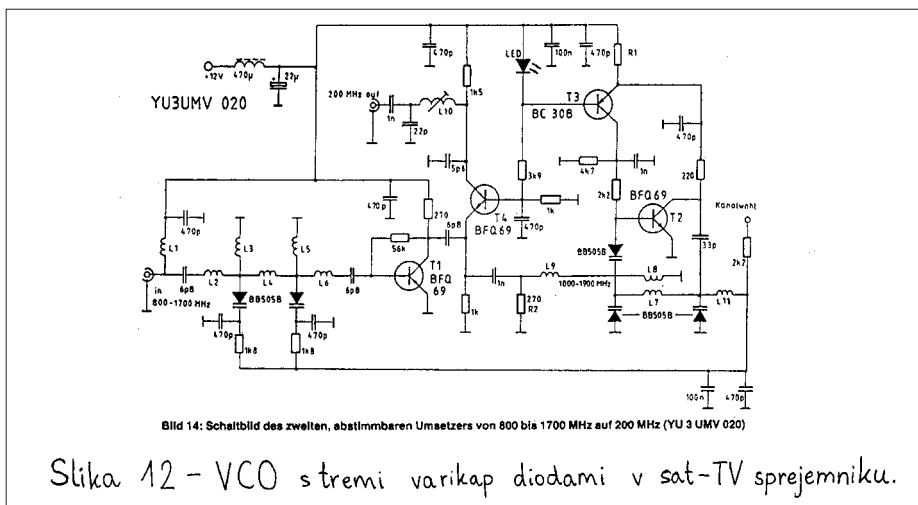 +12V
470µ
22µ
YU3UMV 020
470p
1k5
200 MHz auf
1n
22p
L10
LED
100n
470p
R1
T3
BC 308
470p
5p6
3k9
4k7
1n
220
2k2
BFQ69
T2
Kanalwahl
470p
270
6p8
T4
BFQ69
470p
1k
33p
2k2
L1
470p
L3
L5
56k
T1
BFQ
69
BB505B
in
800-1700 MHz
6p8
L2
L4
L6
6p8
BB505B
1k
1n
270
R2
L9
1000-1900 MHz
L8
L7
L11
BB505B
470p
470p
1k8
1k8
100n
470p
Bild 14: Schaltbild des zweiten, abstimmbaren Umsetzers von 800 bis 1700 MHz auf 200 MHz (YU 3 UMV 020)
Slika 12 - VCO s tremi varikap diodami v sat-TV sprejemniku.